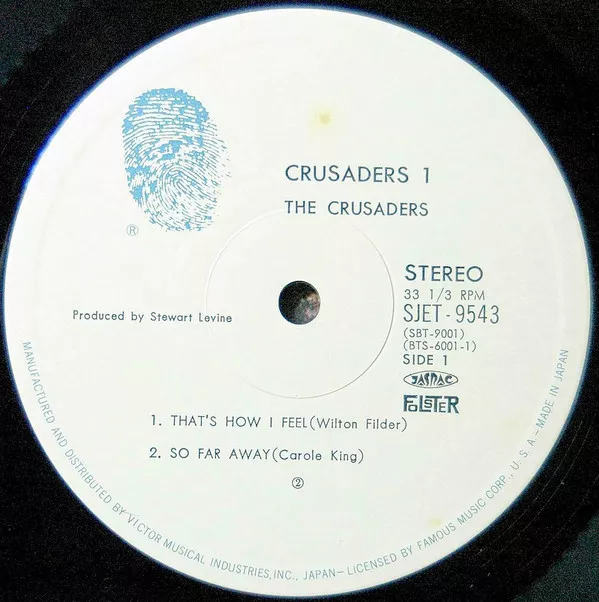 ®
CRUSADERS 1
THE CRUSADERS
STEREO
33 1/3 RPM
SJET-9543
(SBT-9001)
(BTS-6001-1)
SIDE 1
JASRAC
FOLSTER
Produced by Stewart Levine
1. THAT'S HOW I FEEL(Wilton Filder)
2. SO FAR AWAY(Carole King)
②
MANUFACTURED AND DISTRIBUTED BY VICTOR MUSICAL INDUSTRIES, INC., JAPAN-LICENSED BY FAMOUS MUSIC CORP., U. S. A.-MADE IN JAPAN